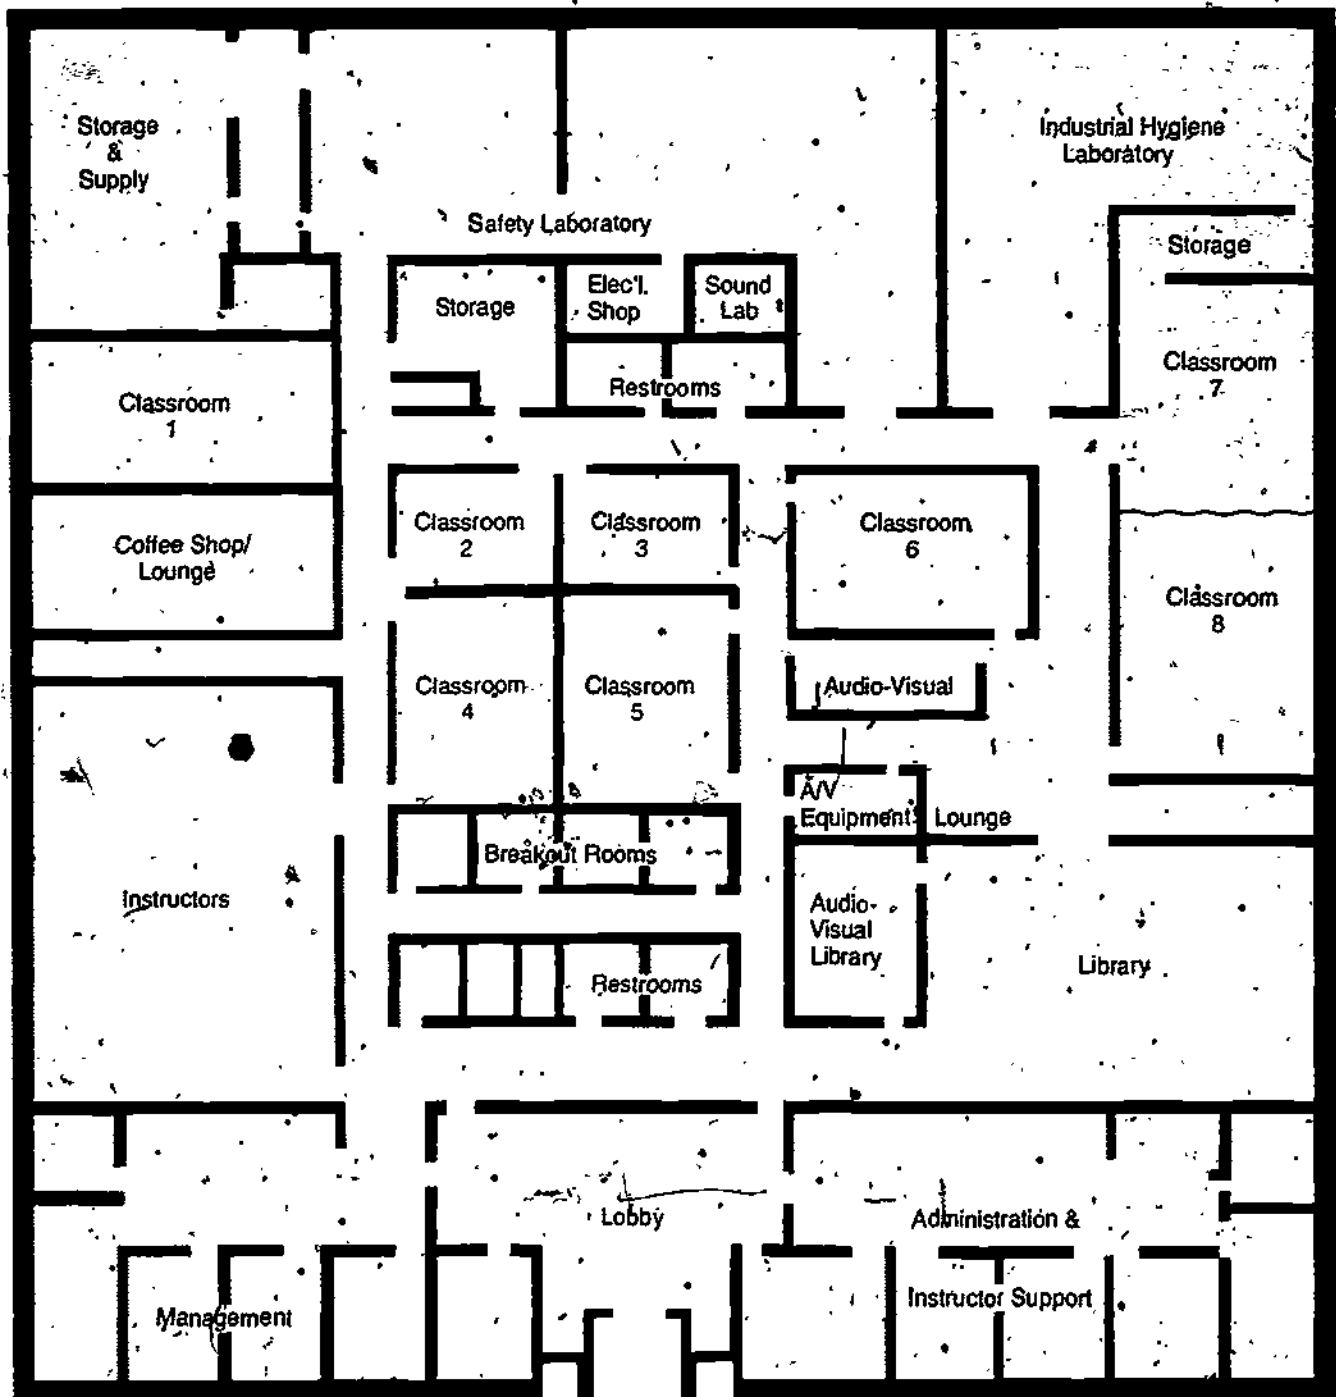 Storage
&
Supply
Industrial Hygiene
Laboratory
Safety Laboratory
Storage
Storage
Elec'l.
Shop
Sound
Lab
Classroom
7
Restrooms
Classroom
1
Classroom
2
Classroom
3
Classroom
6
Coffee Shop/
Lounge
Classroom
8
Classroom
4
Classroom
5
Audio-Visual
A/V
Equipment
Lounge
Breakout Rooms
Instructors
Audio-
Visual
Library
Library
Restrooms
Lobby
Administration &
Instructor Support
Management